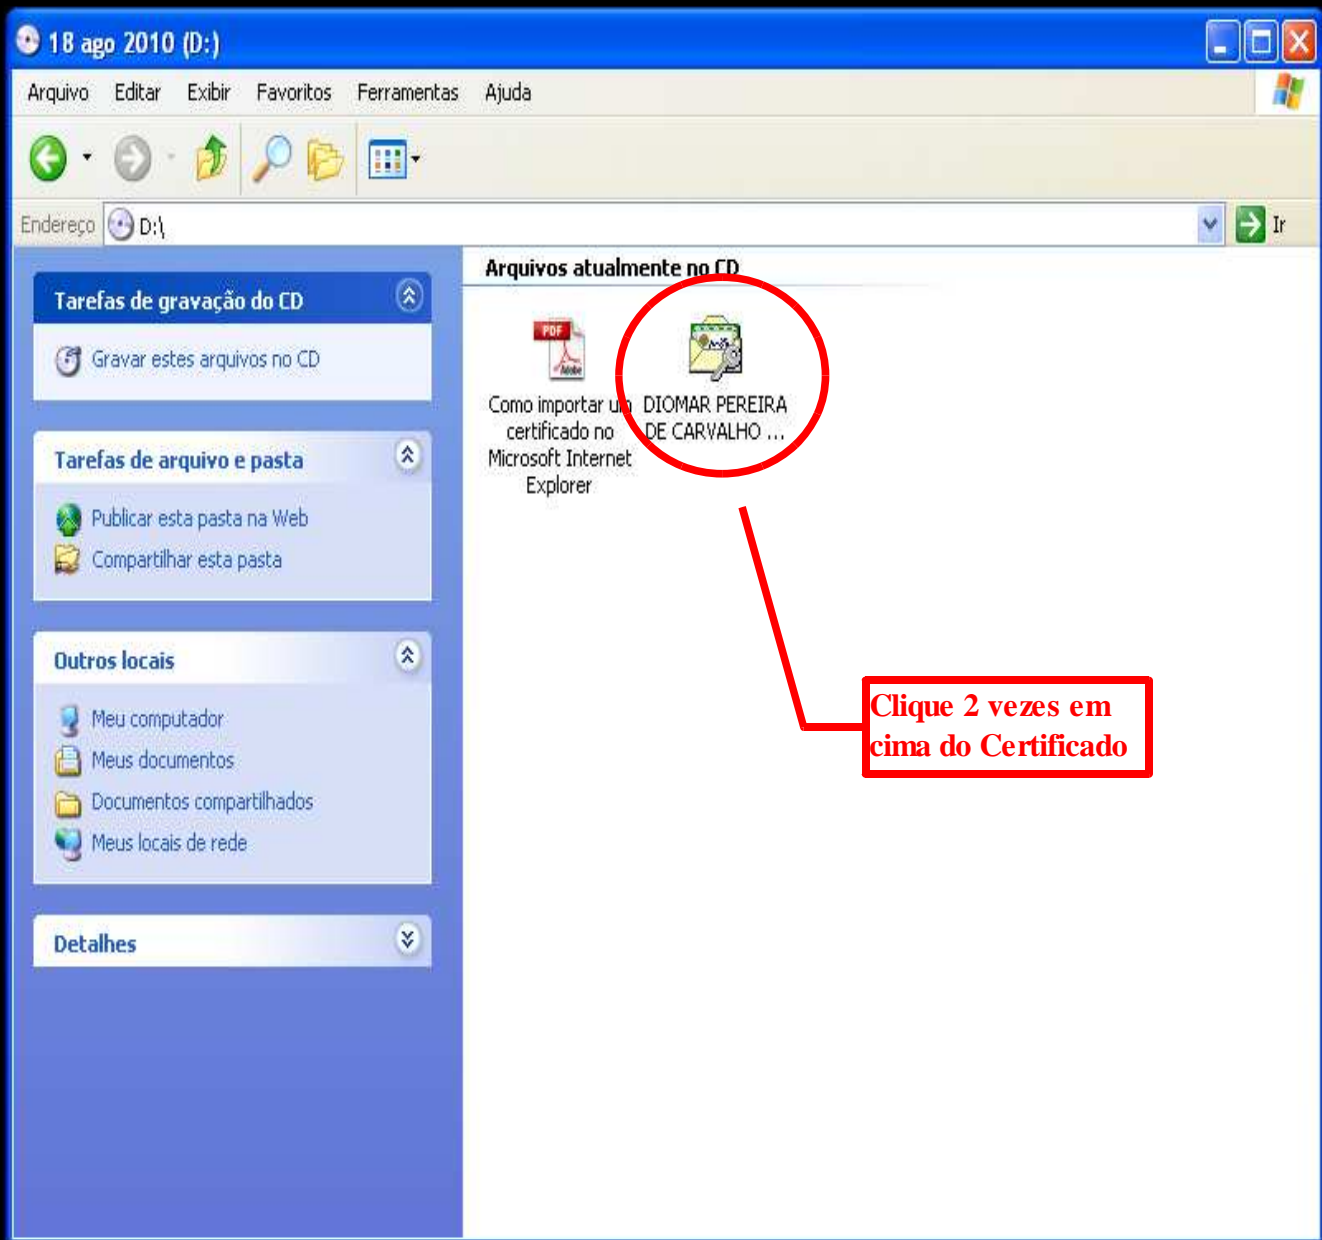 18 ago 2010 (D:)
Arquivo Editar Exibir Favoritos Ferramentas Ajuda
Endereço D:\ Ir
Tarefas de gravação do CD
Gravar estes arquivos no CD
Tarefas de arquivo e pasta
Publicar esta pasta na Web
Compartilhar esta pasta
Outros locais
Meu computador
Meus documentos
Documentos compartilhados
Meus locais de rede
Detalhes
Arquivos atualmente no CD
PDF
Adobe
Como importar um
certificado no
Microsoft Internet
Explorer
DIOMAR PEREIRA
DE CARVALHO ...
Clique 2 vezes em
cima do Certificado